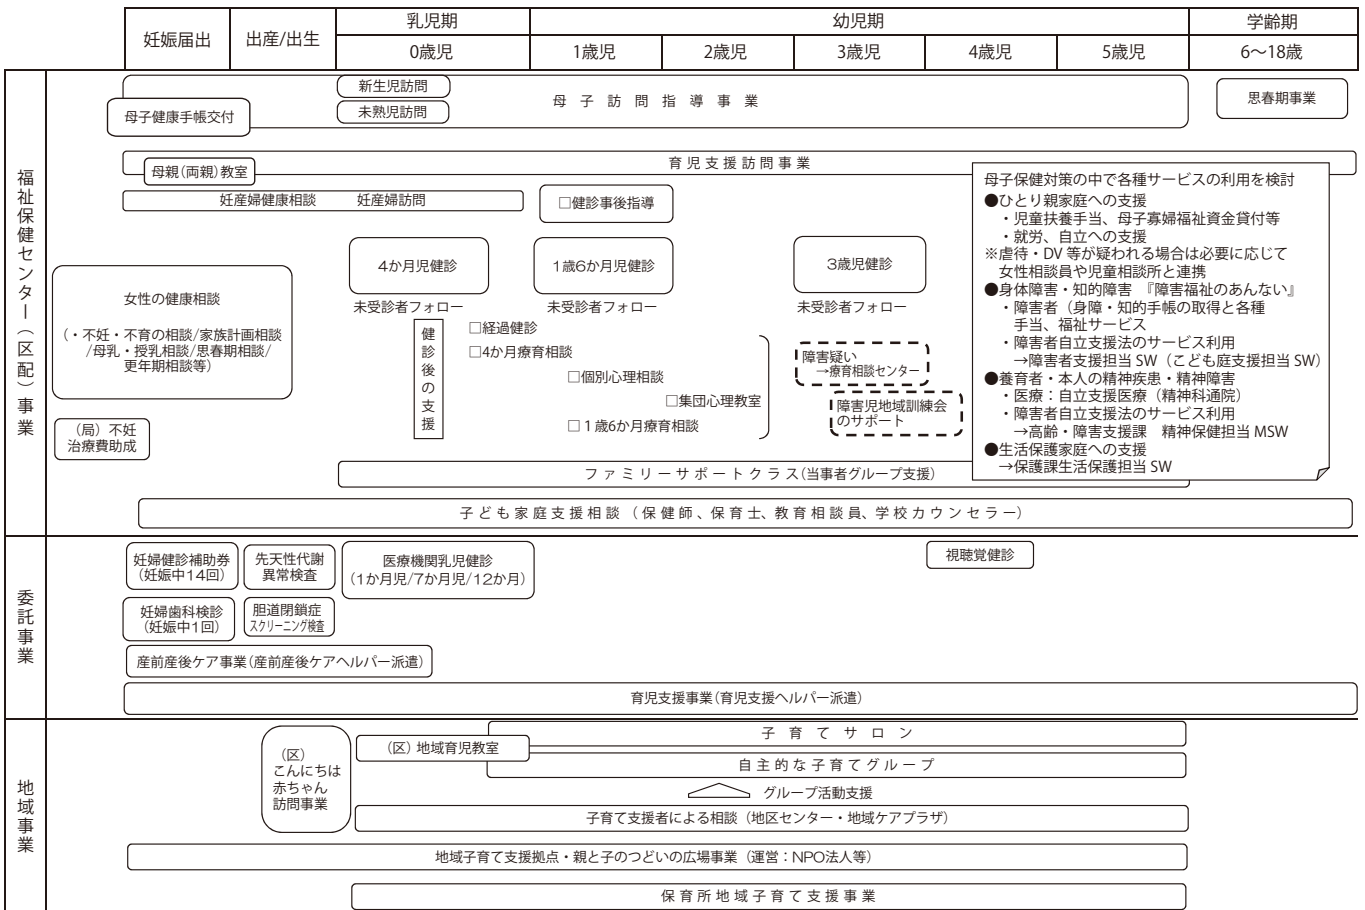 妊娠届出
出産/出生
乳児期
幼児期
学齢期
0歳児
1歳児
2歳児
3歳児
4歳児
5歳児
6〜18歳
福祉保健センター（区配）事業
新生児訪問
未熟児訪問
母子訪問指導事業
思春期事業
母子健康手帳交付
育児支援訪問事業
母親(両親)教室
妊産婦健康相談　妊産婦訪問
□健診事後指導
4か月児健診
1歳6か月児健診
3歳児健診
未受診者フォロー
未受診者フォロー
未受診者フォロー
女性の健康相談
（・不妊・不育の相談/家族計画相談
/母乳・授乳相談/思春期相談/
更年期相談等）
健診後の支援
□経過健診
□4か月療育相談
□個別心理相談
□集団心理教室
□１歳6か月療育相談
障害疑い
→療育相談センター
障害児地域訓練会
のサポート
（局）不妊
治療費助成
母子保健対策の中で各種サービスの利用を検討
●ひとり親家庭への支援
・児童扶養手当、母子寡婦福祉資金貸付等
・就労、自立への支援
※虐待・DV 等が疑われる場合は必要に応じて
女性相談員や児童相談所と連携
●身体障害・知的障害　『障害福祉のあんない』
・障害者（身障・知的手帳の取得と各種
手当、福祉サービス
・障害者自立支援法のサービス利用
→障害者支援担当 SW（こども庭支援担当 SW）
●養育者・本人の精神疾患・精神障害
・医療：自立支援医療（精神科通院）
・障害者自立支援法のサービス利用
→高齢・障害支援課　精神保健担当 MSW
●生活保護家庭への支援
→保護課生活保護担当 SW
ファミリーサポートクラス(当事者グループ支援)
子ども家庭支援相談（保健師、保育士、教育相談員、学校カウンセラー）
委託事業
妊婦健診補助券
(妊娠中14回)
先天性代謝
異常検査
医療機関乳児健診
(1か月児/7か月児/12か月)
視聴覚健診
妊婦歯科検診
(妊娠中1回)
胆道閉鎖症
スクリーニング検査
産前産後ケア事業(産前産後ケアヘルパー派遣)
育児支援事業(育児支援ヘルパー派遣)
地域事業
（区）
こんにちは
赤ちゃん
訪問事業
（区）地域育児教室
子育てサロン
自主的な子育てグループ
グループ活動支援
子育て支援者による相談（地区センター・地域ケアプラザ）
地域子育て支援拠点・親と子のつどいの広場事業（運営：NPO法人等）
保育所地域子育て支援事業